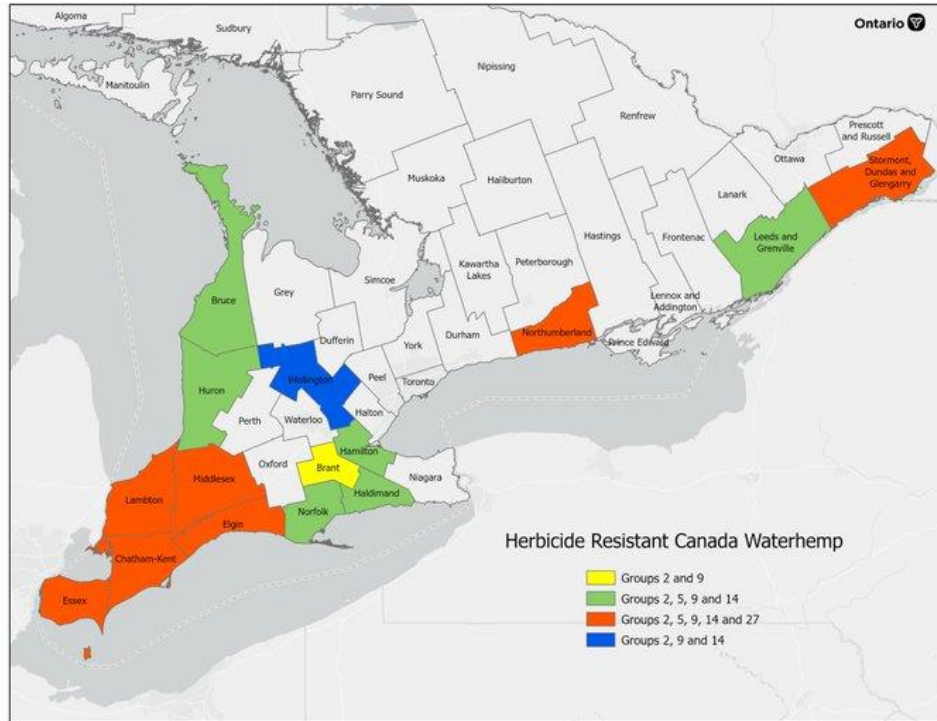 Algoma
Sudbury
Ontario
Manitoulin
Nipissing
Parry Sound
Renfrew
Prescott
and Russell
Ottawa
Stormont,
Dundas and
Glengarry
Muskoka
Haliburton
Lanark
Leeds and
Grenville
Hastings
Frontenac
Kawartha
Lakes
Peterborough
Simcoe
Grey
Bruce
Lennox and
Addington
Northumberland
Prince Edward
Durham
York
Dufferin
Wellington
Peel
Toronto
Huron
Halton
Perth
Waterloo
Hamilton
Brant
Oxford
Niagara
Haldimand
Middlesex
Lambton
Norfolk
Elgin
Chatham-Kent
Essex
Herbicide Resistant Canada Waterhemp
Groups 2 and 9
Groups 2, 5, 9 and 14
Groups 2, 5, 9, 14 and 27
Groups 2, 9 and 14